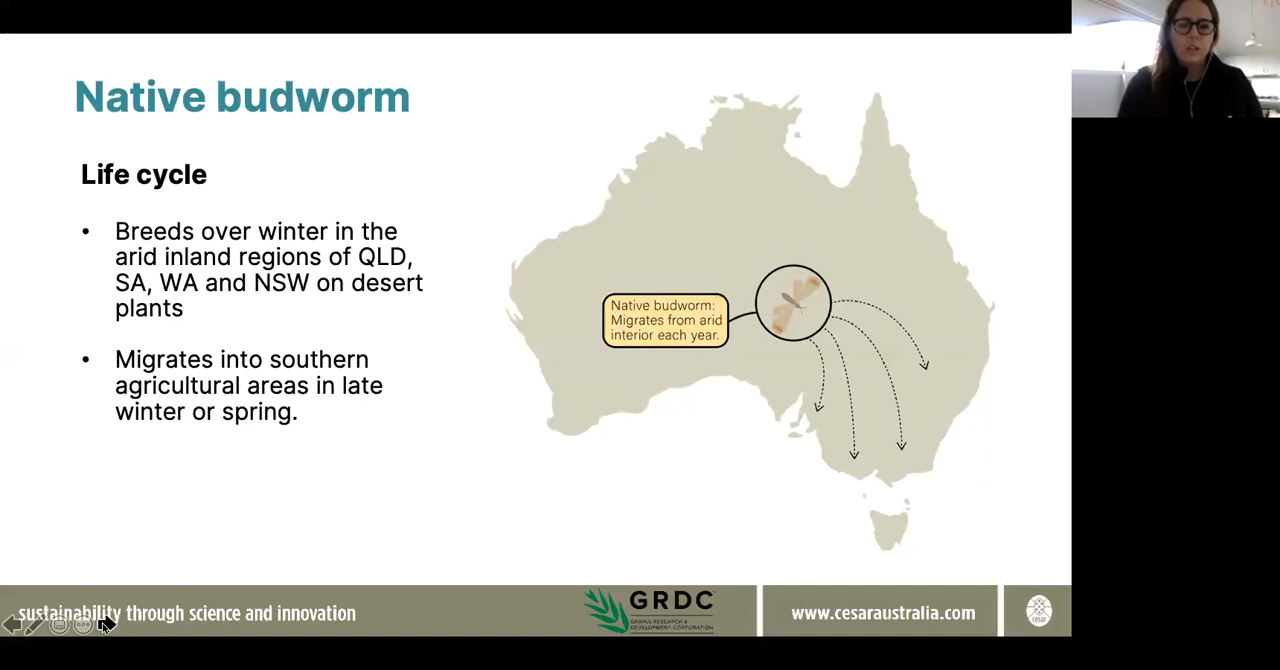 Native budworm
Life cycle
• Breeds over winter in the
arid inland regions of QLD,
SA, WA and NSW on desert
plants
• Migrates into southern
agricultural areas in late
winter or spring.
Native budworm:
Migrates from arid
interior each year.
sustainability through science and innovation
GRDC
GRAINS RESEARCH &
DEVELOPMENT CORPORATION
www.cesaraustralia.com
cesar